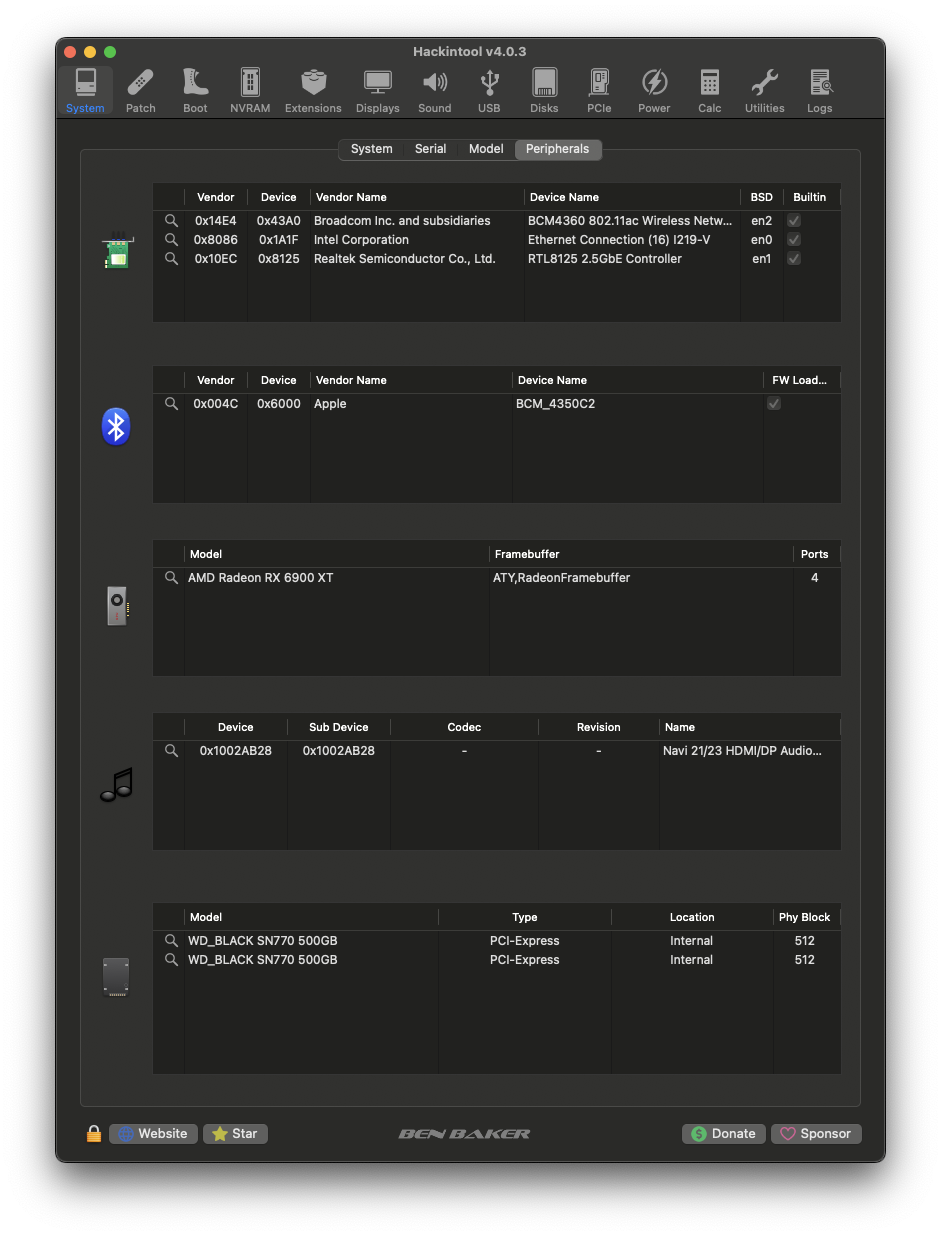 Hackintool v4.0.3
System Patch Boot NVRAM Extensions Displays Sound USB Disks PCIe Power Calc Utilities Logs
System Serial Model Peripherals
Vendor Device Vendor Name Device Name BSD Builtin
0x14E4 0x43A0 Broadcom Inc. and subsidiaries BCM4360 802.11ac Wireless Netw... en2
0x8086 0x1A1F Intel Corporation Ethernet Connection (16) I219-V en0
0x10EC 0x8125 Realtek Semiconductor Co., Ltd. RTL8125 2.5GbE Controller en1
Vendor Device Vendor Name Device Name FW Load...
0x004C 0x6000 Apple BCM_4350C2
Model Framebuffer Ports
AMD Radeon RX 6900 XT ATY,RadeonFramebuffer 4
Device Sub Device Codec Revision Name
0x1002AB28 0x1002AB28 - - Navi 21/23 HDMI/DP Audio...
Model Type Location Phy Block
WD_BLACK SN770 500GB PCI-Express Internal 512
WD_BLACK SN770 500GB PCI-Express Internal 512
Website Star BEN BAKER Donate Sponsor